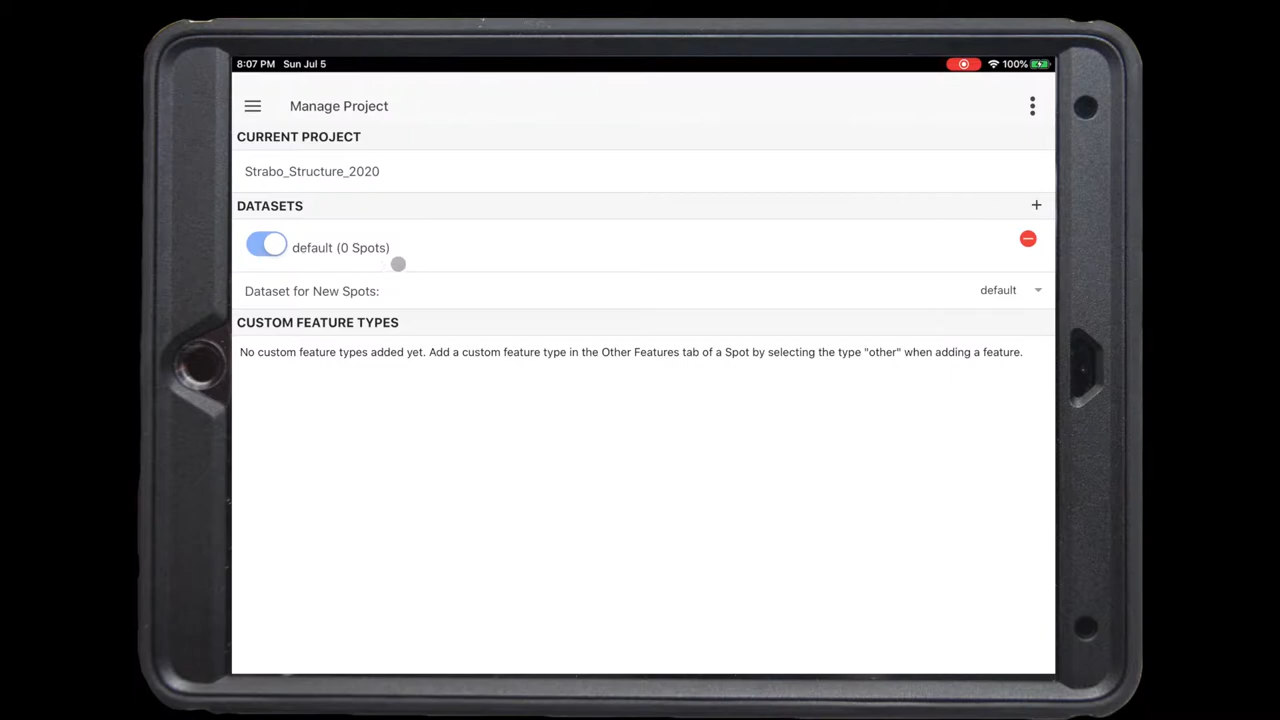 8:07 PM Sun Jul 5 100%
Manage Project
CURRENT PROJECT
Strabo_Structure_2020
DATASETS +
default (0 Spots)
Dataset for New Spots: default
CUSTOM FEATURE TYPES
No custom feature types added yet. Add a custom feature type in the Other Features tab of a Spot by selecting the type "other" when adding a feature.